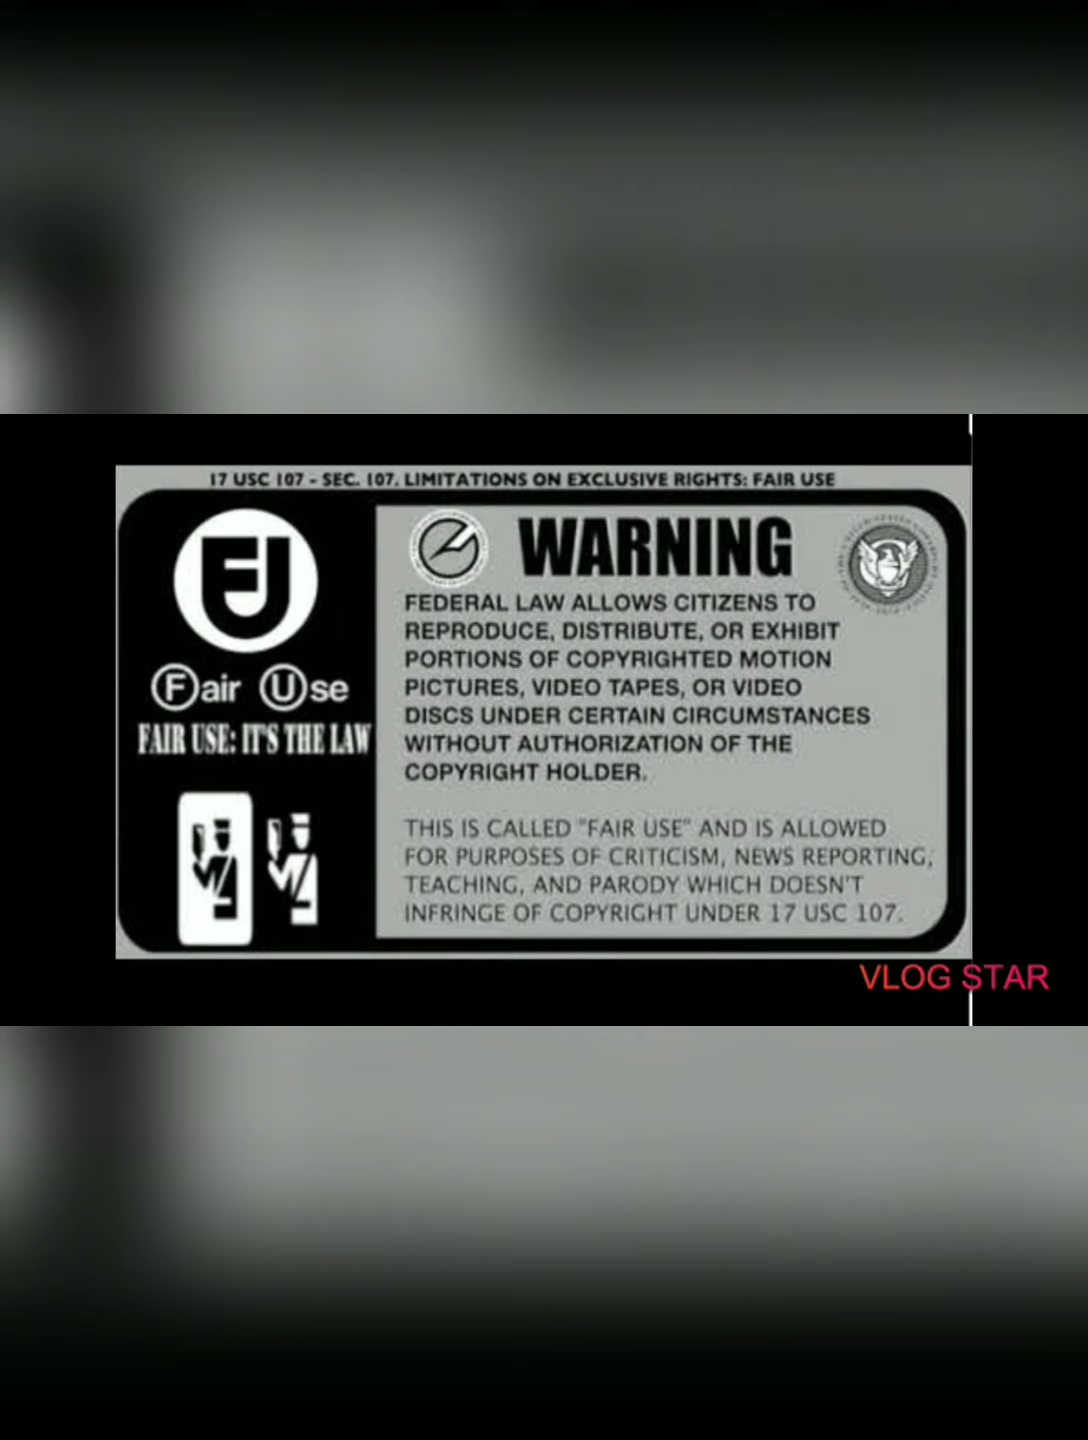 17 USC 107 - SEC. 107. LIMITATIONS ON EXCLUSIVE RIGHTS: FAIR USE
FU
Fair Use
FAIR USE: IT'S THE LAW
WARNING
FEDERAL LAW ALLOWS CITIZENS TO
REPRODUCE, DISTRIBUTE, OR EXHIBIT
PORTIONS OF COPYRIGHTED MOTION
PICTURES, VIDEO TAPES, OR VIDEO
DISCS UNDER CERTAIN CIRCUMSTANCES
WITHOUT AUTHORIZATION OF THE
COPYRIGHT HOLDER.
THIS IS CALLED "FAIR USE" AND IS ALLOWED
FOR PURPOSES OF CRITICISM, NEWS REPORTING,
TEACHING, AND PARODY WHICH DOESN'T
INFRINGE OF COPYRIGHT UNDER 17 USC 107.
VLOG STAR